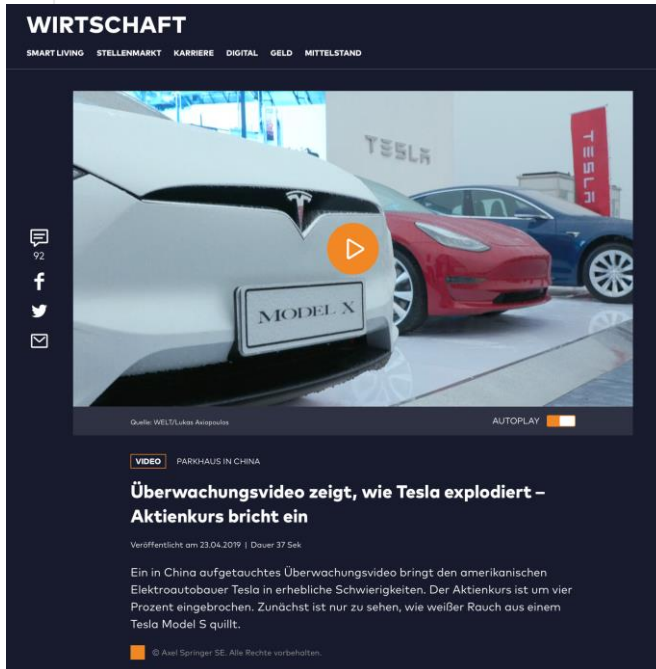 WIRTSCHAFT
SMART LIVING STELLENMARKT KARRIERE DIGITAL GELD MITTELSTAND
TESLA
TESLA
MODEL X
92
Quelle: WELT/Lukas Axiopoulos
AUTOPLAY
VIDEO PARKHAUS IN CHINA
Überwachungsvideo zeigt, wie Tesla explodiert –
Aktienkurs bricht ein
Veröffentlicht am 23.04.2019 | Dauer 37 Sek
Ein in China aufgetauchtes Überwachungsvideo bringt den amerikanischen
Elektroautobauer Tesla in erhebliche Schwierigkeiten. Der Aktienkurs ist um vier
Prozent eingebrochen. Zunächst ist nur zu sehen, wie weißer Rauch aus einem
Tesla Model S quillt.
© Axel Springer SE. Alle Rechte vorbehalten.